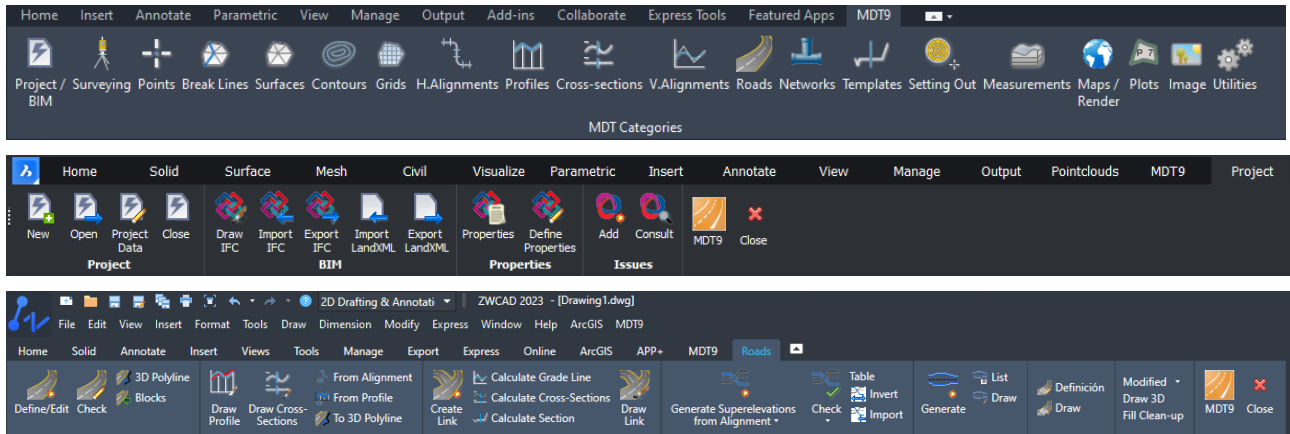 Home Insert Annotate Parametric View Manage Output Add-ins Collaborate Express Tools Featured Apps MDT9
Project / Surveying Points Break Lines Surfaces Contours Grids H.Alignments Profiles Cross-sections V.Alignments Roads Networks Templates Setting Out Measurements Maps / Plots Image Utilities
BIM Render
MDT Categories
Home Solid Surface Mesh Civil Visualize Parametric Insert Annotate View Manage Output Pointclouds MDT9 Project
New Open Project Close Draw Import Export Import Export Properties Define Add Consult MDT9 Close
Data IFC IFC IFC LandXML LandXML Properties
Project BIM Properties Issues
2D Drafting & Annotati ZWCAD 2023 - [Drawing1.dwg]
File Edit View Insert Format Tools Draw Dimension Modify Express Window Help ArcGIS MDT9
Home Solid Annotate Insert Views Tools Manage Export Express Online ArcGIS APP+ MDT9 Roads
3D Polyline From Alignment Calculate Grade Line Table List Modified
Blocks From Profile Calculate Cross-Sections Invert Draw Definición Draw 3D
To 3D Polyline Calculate Section Import Draw Fill Clean-up
Define/Edit Check Draw Draw Cross- Create Draw Generate Superelevations Check Generate MDT9 Close
Profile Sections Link Link from Alignment